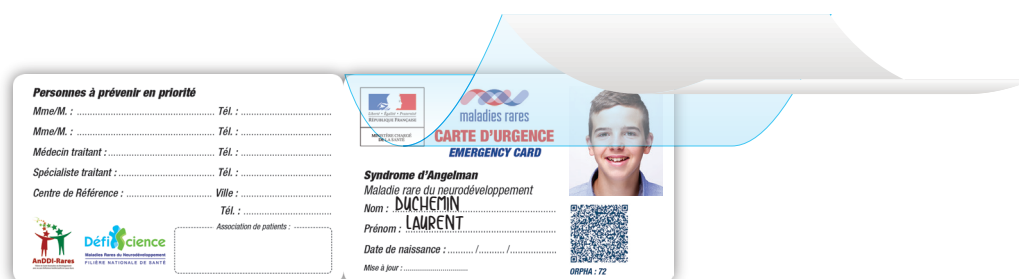 Personnes à prévenir en priorité
Mme/M. : ........................................ Tél. : ................................
Mme/M. : ........................................ Tél. : ................................
Médecin traitant : ........................... Tél. : ................................
Spécialiste traitant : ....................... Tél. : ................................
Centre de Référence : ..................... Ville : ...............................
Tél. : ................................
Association de patients :
AnDDI-Rares
DéfiScience
Maladies Rares du Neurodéveloppement
FILIÈRE NATIONALE DE SANTÉ
Liberté • Égalité • Fraternité
RÉPUBLIQUE FRANÇAISE
MINISTÈRE CHARGÉ
DE LA SANTÉ
maladies rares
CARTE D'URGENCE
EMERGENCY CARD
Syndrome d'Angelman
Maladie rare du neurodéveloppement
Nom : DUCHEMIN
Prénom : LAURENT
Date de naissance : ........./........./...............
Mise à jour : ..............................
ORPHA : 72